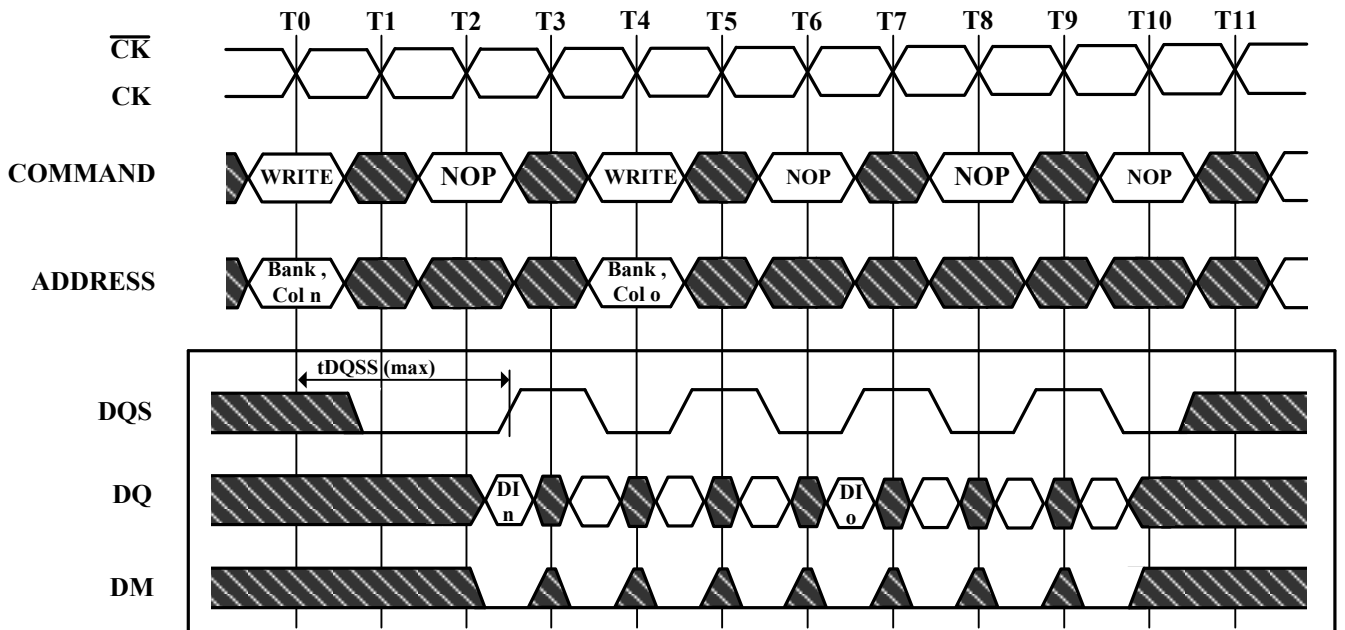 T0 T1 T2 T3 T4 T5 T6 T7 T8 T9 T10 T11
CK
CK
COMMAND WRITE NOP WRITE NOP NOP NOP
ADDRESS Bank , Bank ,
Col n Col o
tDQSS (max)
DQS
DQ DI DI
n o
DM